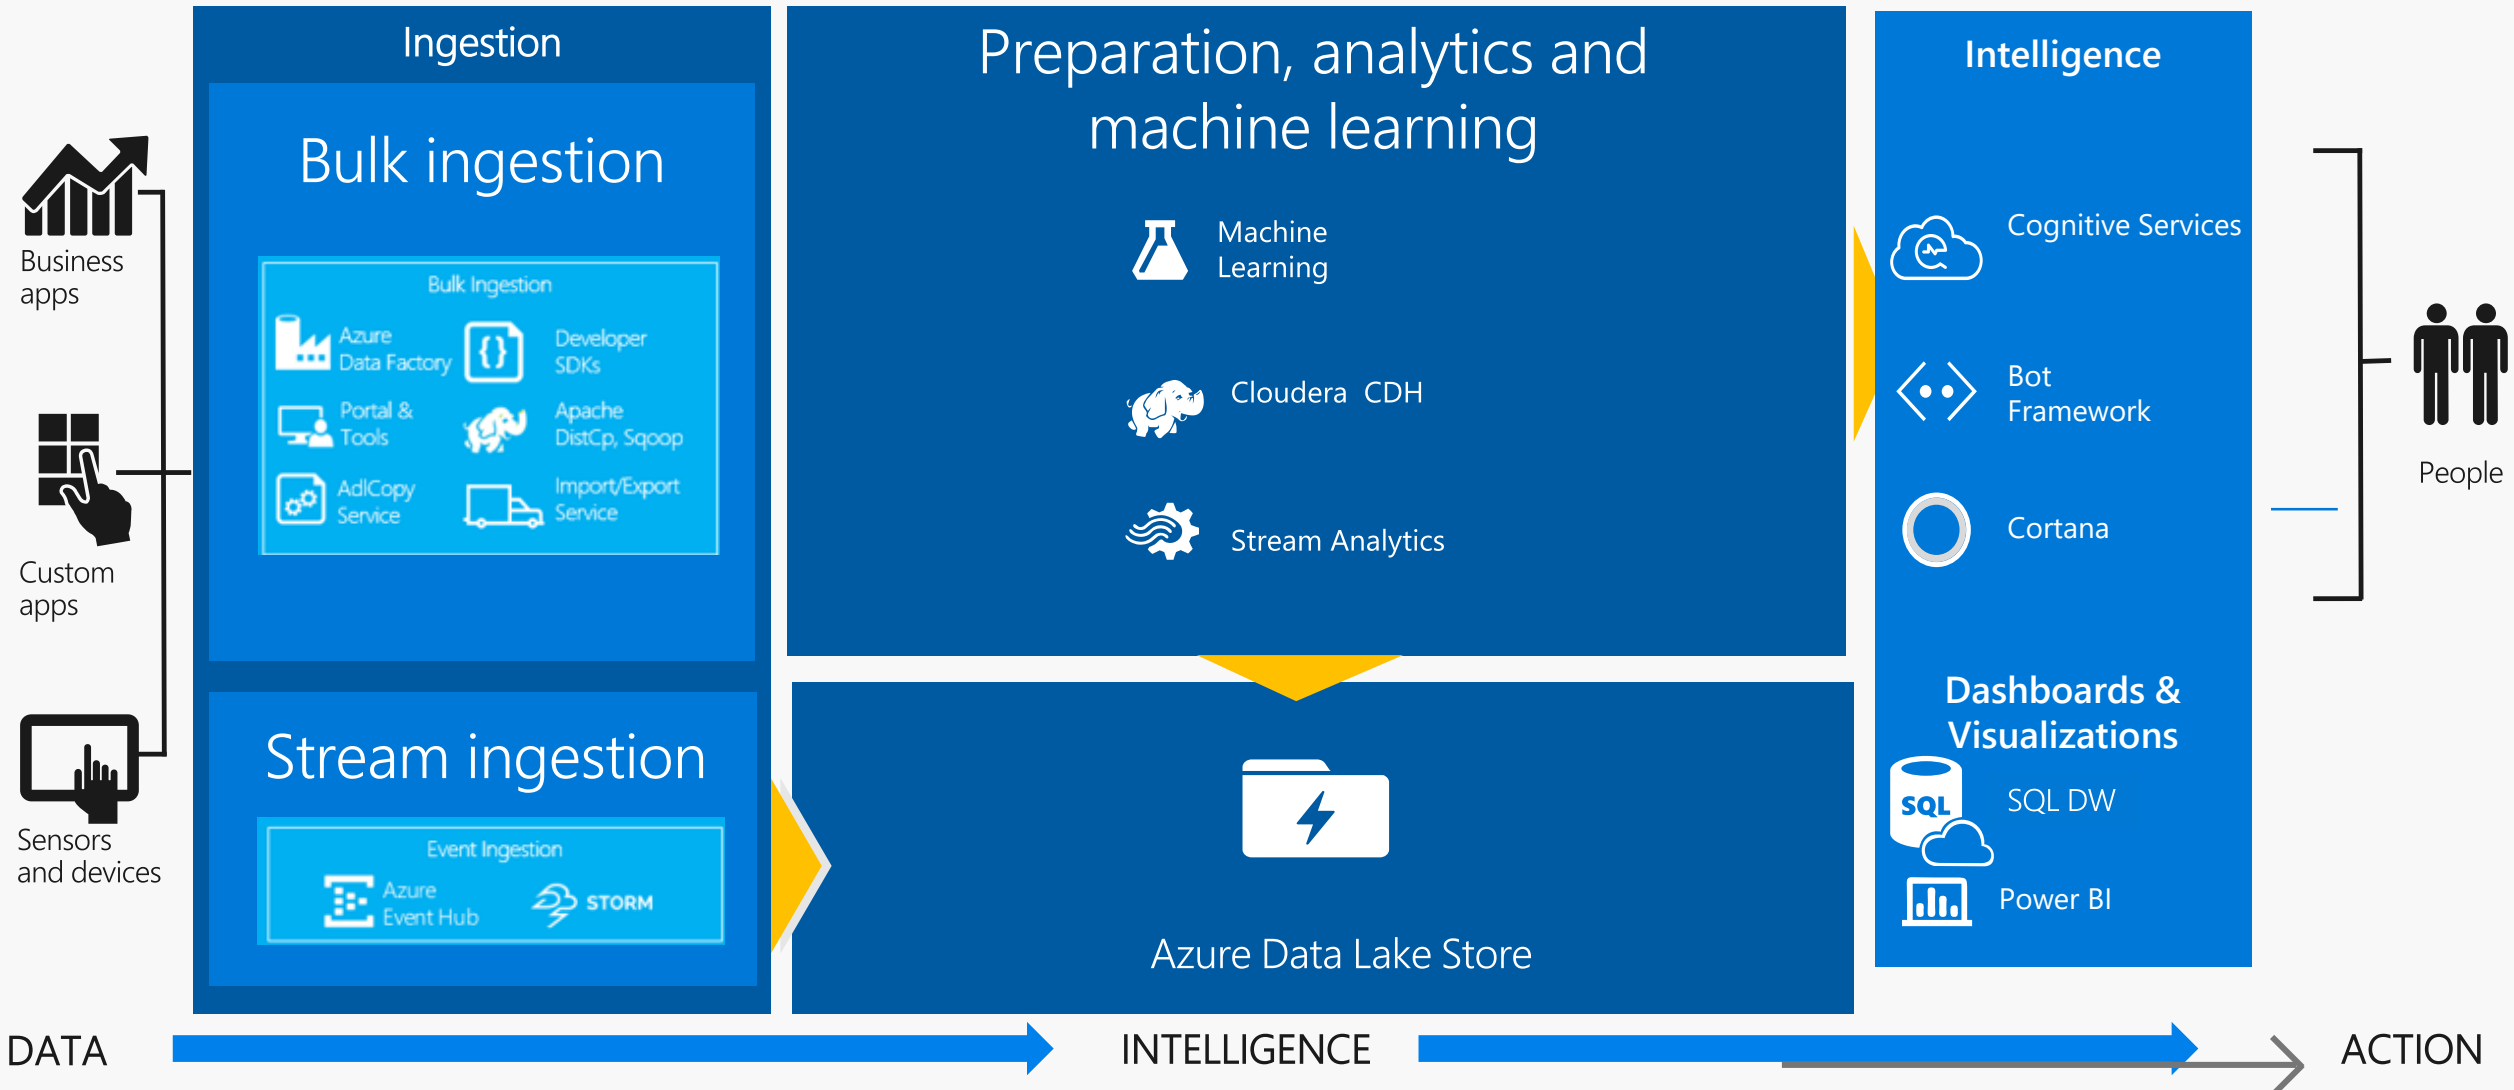 Business
apps
Custom
apps
Sensors
and devices
Ingestion
Bulk ingestion
Bulk Ingestion
Azure
Data Factory
Developer
SDKs
Portal &
Tools
Apache
DistCp, Sqoop
AdlCopy
Service
Import/Export
Service
Stream ingestion
Event Ingestion
Azure
Event Hub
STORM
Preparation, analytics and
machine learning
Machine
Learning
Cloudera CDH
Stream Analytics
Azure Data Lake Store
Intelligence
Cognitive Services
Bot
Framework
Cortana
Dashboards &
Visualizations
SQL
SQL DW
Power BI
People
DATA
INTELLIGENCE
ACTION